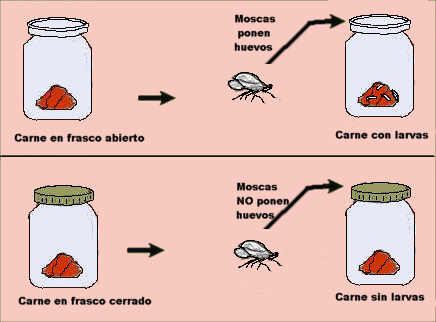 Moscas
ponen
huevos
Carne en frasco abierto
Carne con larvas
Moscas
NO ponen
huevos
Carne en frasco cerrado
Carne sin larvas